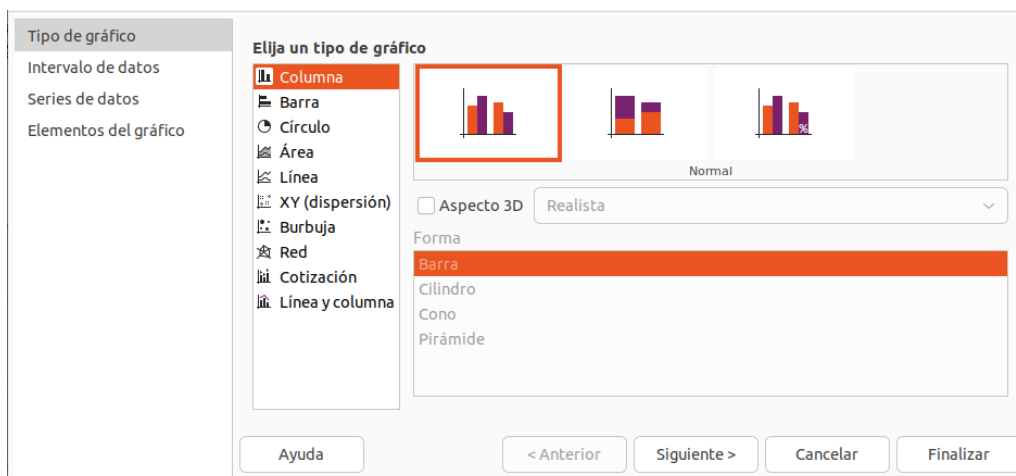 Tipo de gráfico
Intervalo de datos
Series de datos
Elementos del gráfico
Elija un tipo de gráfico
Columna
Barra
Círculo
Área
Línea
XY (dispersión)
Burbuja
Red
Cotización
Línea y columna
%
Normal
Aspecto 3D
Realista
Forma
Barra
Cilindro
Cono
Pirámide
Ayuda
< Anterior
Siguiente >
Cancelar
Finalizar